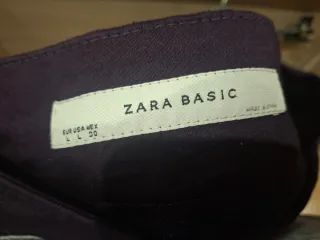 ZARA BASIC
EUR USA MEX
L L 30